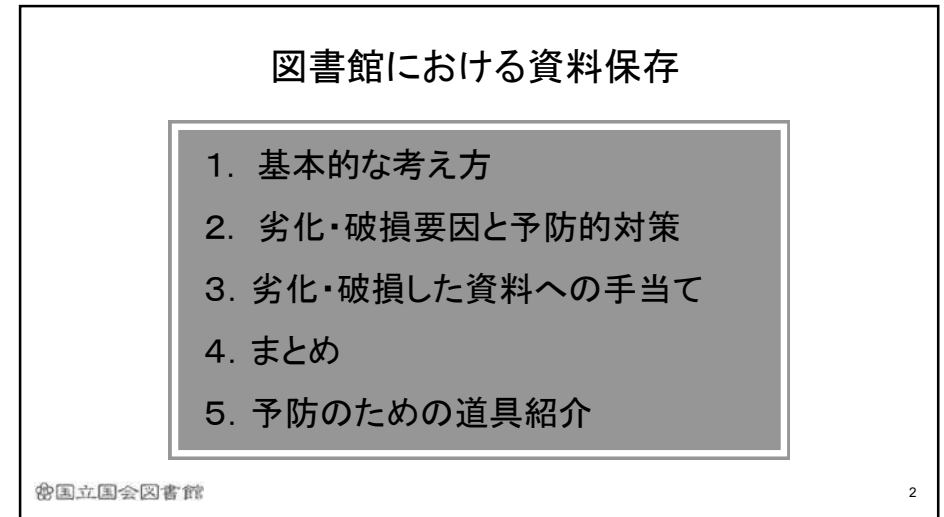 図書館における資料保存
１． 基本的な考え方
２． 劣化・破損要因と予防的対策
３．劣化・破損した資料への手当て
４．まとめ
５．予防のための道具紹介
国立国会図書館
2